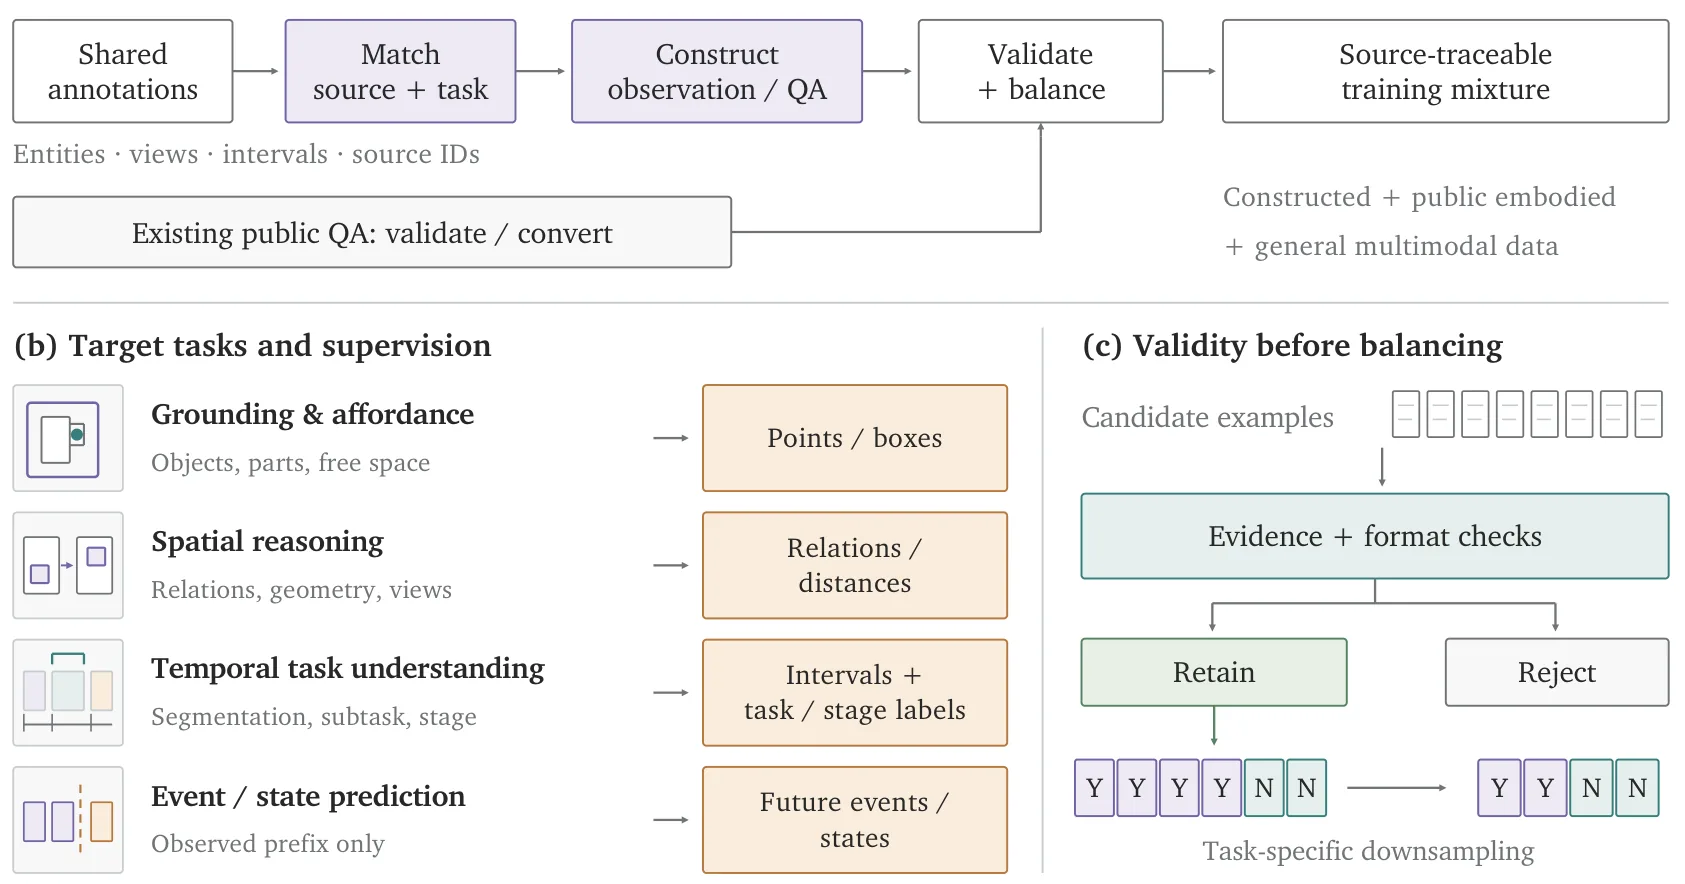 Shared
annotations
Match
source + task
Construct
observation / QA
Validate
+ balance
Source-traceable
training mixture
Entities · views · intervals · source IDs
Existing public QA: validate / convert
Constructed + public embodied
+ general multimodal data
(b) Target tasks and supervision
Grounding & affordance
Objects, parts, free space
Points / boxes
Spatial reasoning
Relations, geometry, views
Relations /
distances
Temporal task understanding
Segmentation, subtask, stage
Intervals +
task / stage labels
Event / state prediction
Observed prefix only
Future events /
states
(c) Validity before balancing
Candidate examples
Evidence + format checks
Retain
Reject
Y Y Y Y N N
Y Y N N
Task-specific downsampling